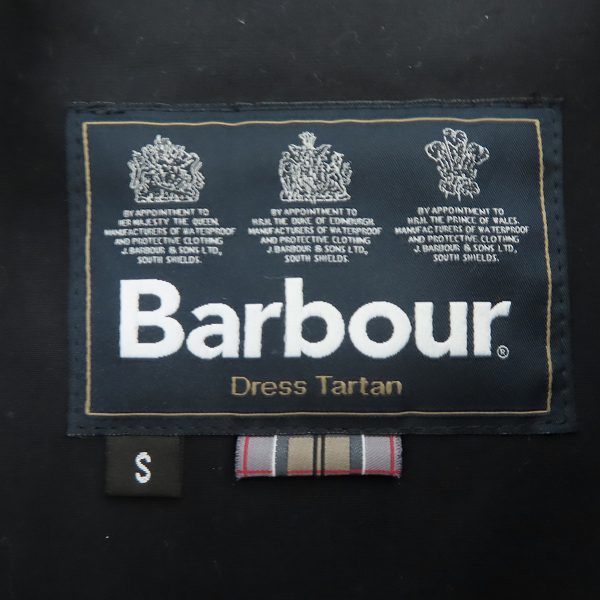 BY APPOINTMENT TO
HER MAJESTY THE QUEEN.
MANUFACTURERS OF WATERPROOF
AND PROTECTIVE CLOTHING
J. BARBOUR & SONS LTD.,
SOUTH SHIELDS.
BY APPOINTMENT TO
H.R.H. THE DUKE OF EDINBURGH.
MANUFACTURERS OF WATERPROOF
AND PROTECTIVE CLOTHING
J. BARBOUR & SONS LTD.,
SOUTH SHIELDS.
BY APPOINTMENT TO
H.R.H. THE PRINCE OF WALES.
MANUFACTURERS OF WATERPROOF
AND PROTECTIVE CLOTHING
J. BARBOUR & SONS LTD.,
SOUTH SHIELDS.
Barbour®
Dress Tartan
S